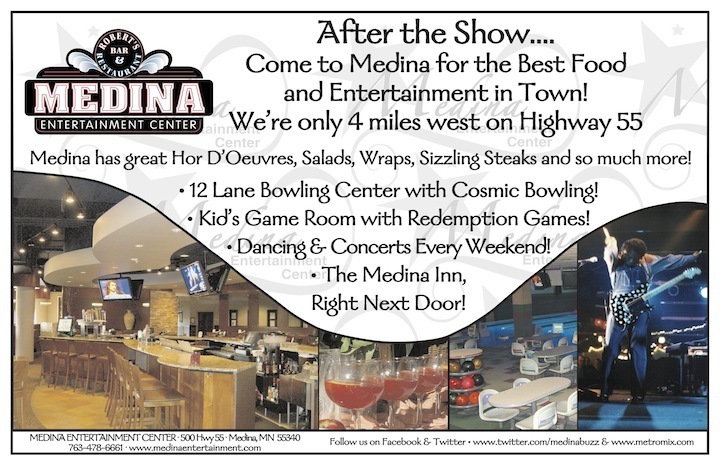 ROBERT'S
BAR
&
RESTAURANT
MEDINA
ENTERTAINMENT CENTER
After the Show....
Come to Medina for the Best Food
and Entertainment in Town!
We're only 4 miles west on Highway 55
Medina has great Hor D'Oeuvres, Salads, Wraps, Sizzling Steaks and so much more!
• 12 Lane Bowling Center with Cosmic Bowling!
• Kid's Game Room with Redemption Games!
• Dancing & Concerts Every Weekend!
• The Medina Inn,
Right Next Door!
MEDINA ENTERTAINMENT CENTER · 500 Hwy 55 · Medina, MN 55340
763-478-6661 · www.medinaentertainment.com
Follow us on Facebook & Twitter • www.twitter.com/medinabuzz & www.metromix.com